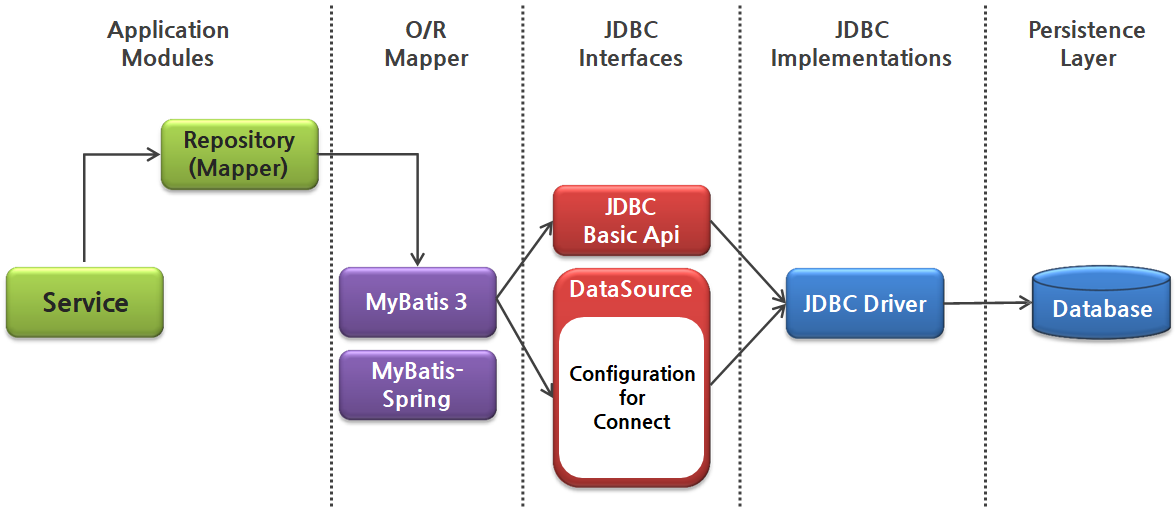 Application
Modules
O/R
Mapper
JDBC
Interfaces
JDBC
Implementations
Persistence
Layer
Repository
(Mapper)
Service
MyBatis 3
MyBatis-
Spring
JDBC
Basic Api
DataSource
Configuration
for
Connect
JDBC Driver
Database